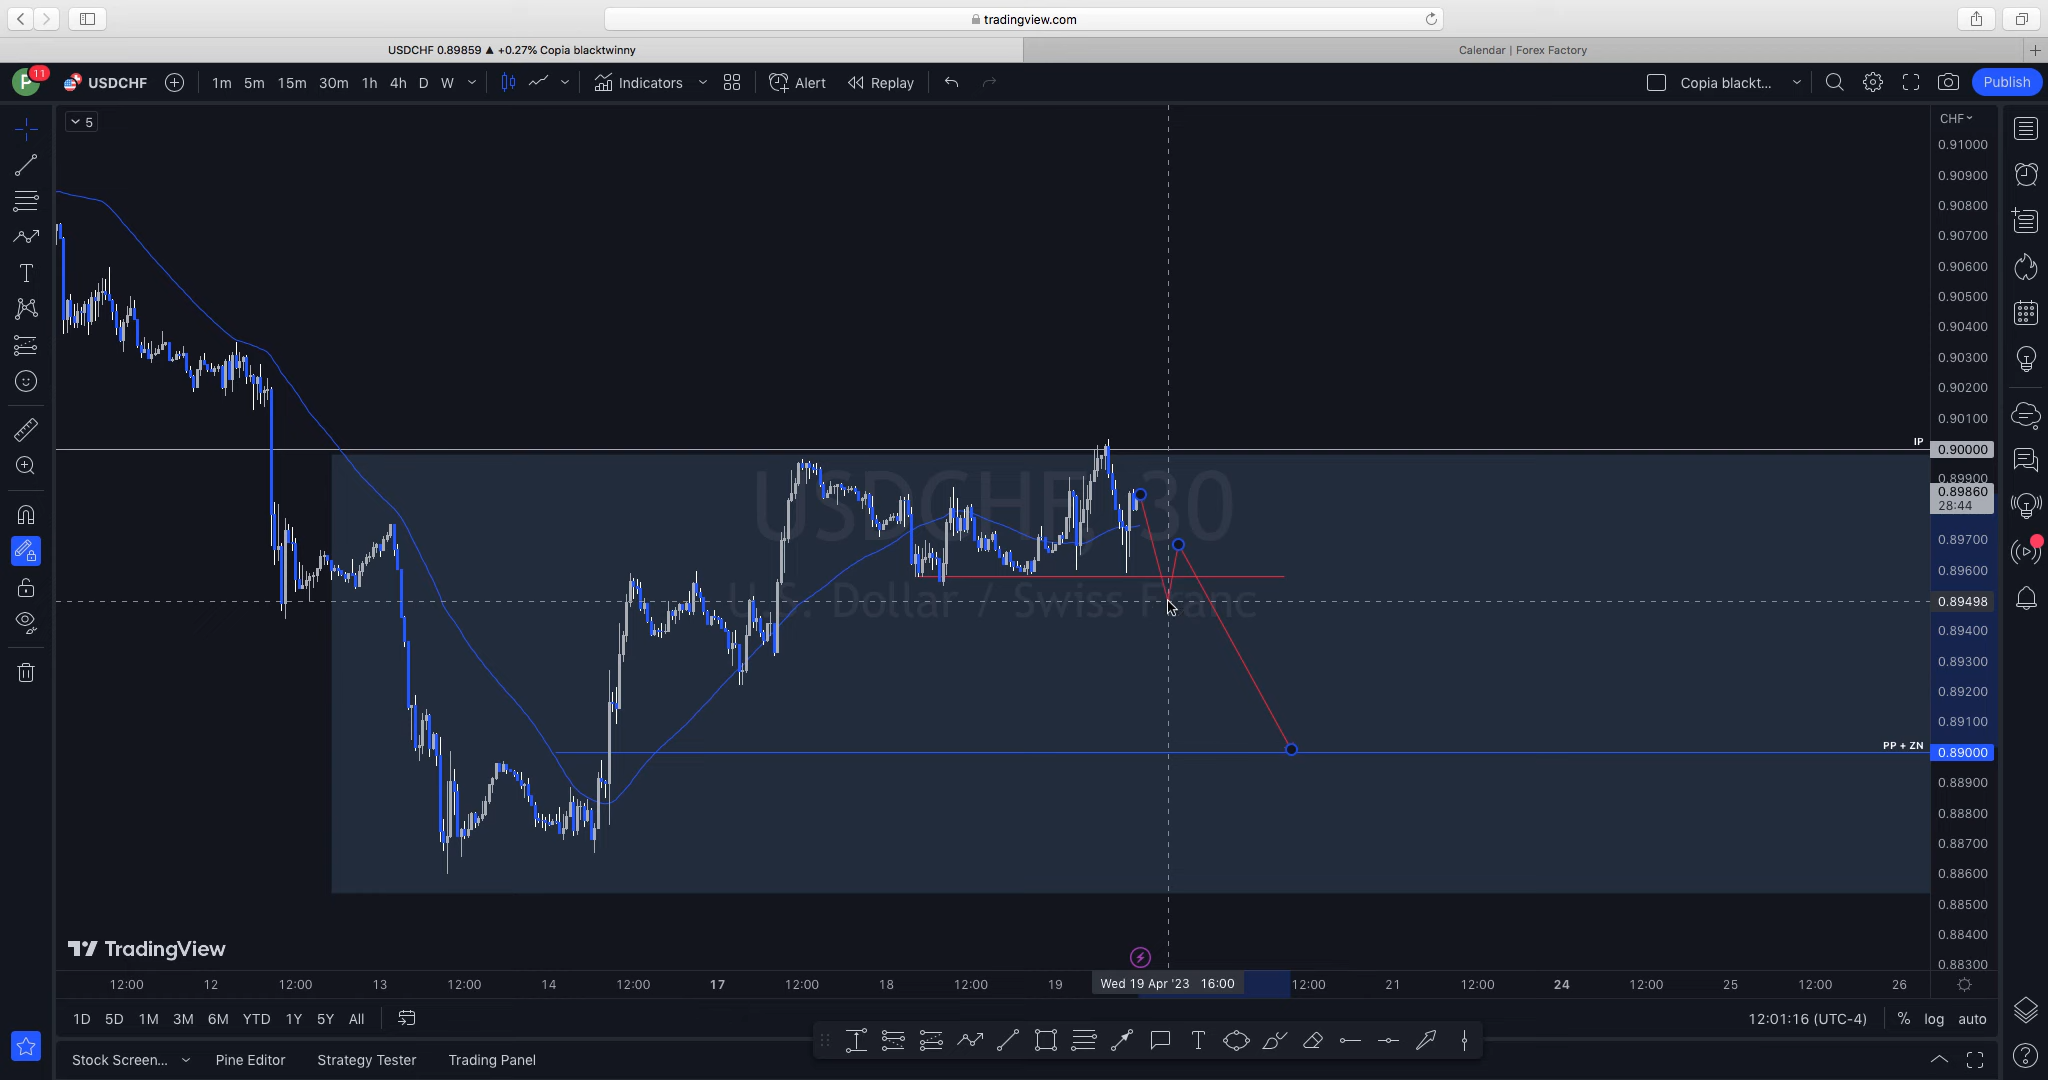 tradingview.com
USDCHF 0.89859 ▲ +0.27% Copia blacktwinny
Calendar | Forex Factory
P 11 USDCHF 1m 5m 15m 30m 1h 4h D W Indicators Alert Replay Copia blackt... Publish
5
CHF
0.91000
0.90900
0.90800
0.90700
0.90600
0.90500
0.90400
0.90300
0.90200
0.90100
IP 0.90000
0.89900
0.89860
28:44
0.89700
0.89600
0.89498
0.89400
0.89300
0.89200
0.89100
PP + ZN 0.89000
0.88900
0.88800
0.88700
0.88600
0.88500
0.88400
0.88300
USDCHF, 30
U.S. Dollar / Swiss Franc
TradingView
12:00 12 12:00 13 12:00 14 12:00 17 12:00 18 12:00 19 Wed 19 Apr '23 16:00 12:00 21 12:00 24 12:00 25 12:00 26
1D 5D 1M 3M 6M YTD 1Y 5Y All 12:01:16 (UTC-4) % log auto
Stock Screen... Pine Editor Strategy Tester Trading Panel